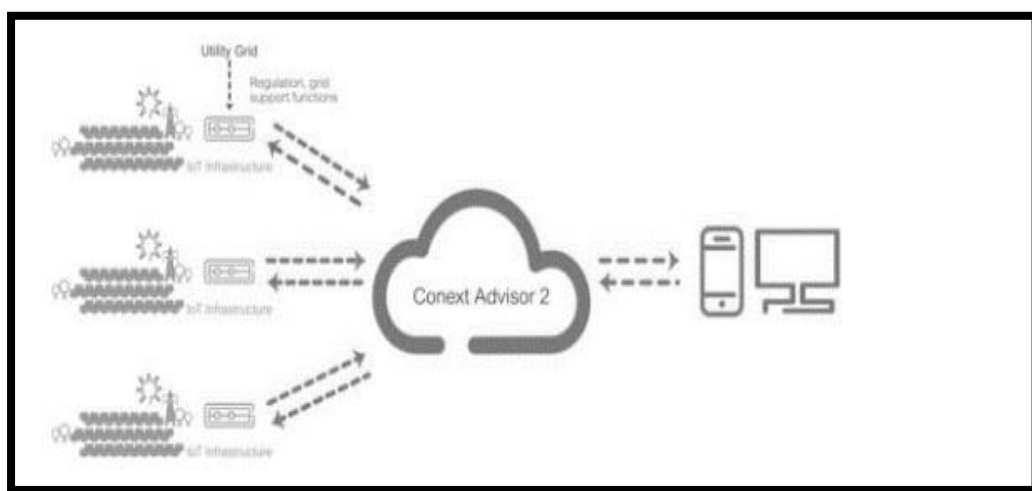 Utility Grid
Regulation, grid
support functions
IoT Infrastructure
Conext Advisor 2
IoT Infrastructure
IoT Infrastructure